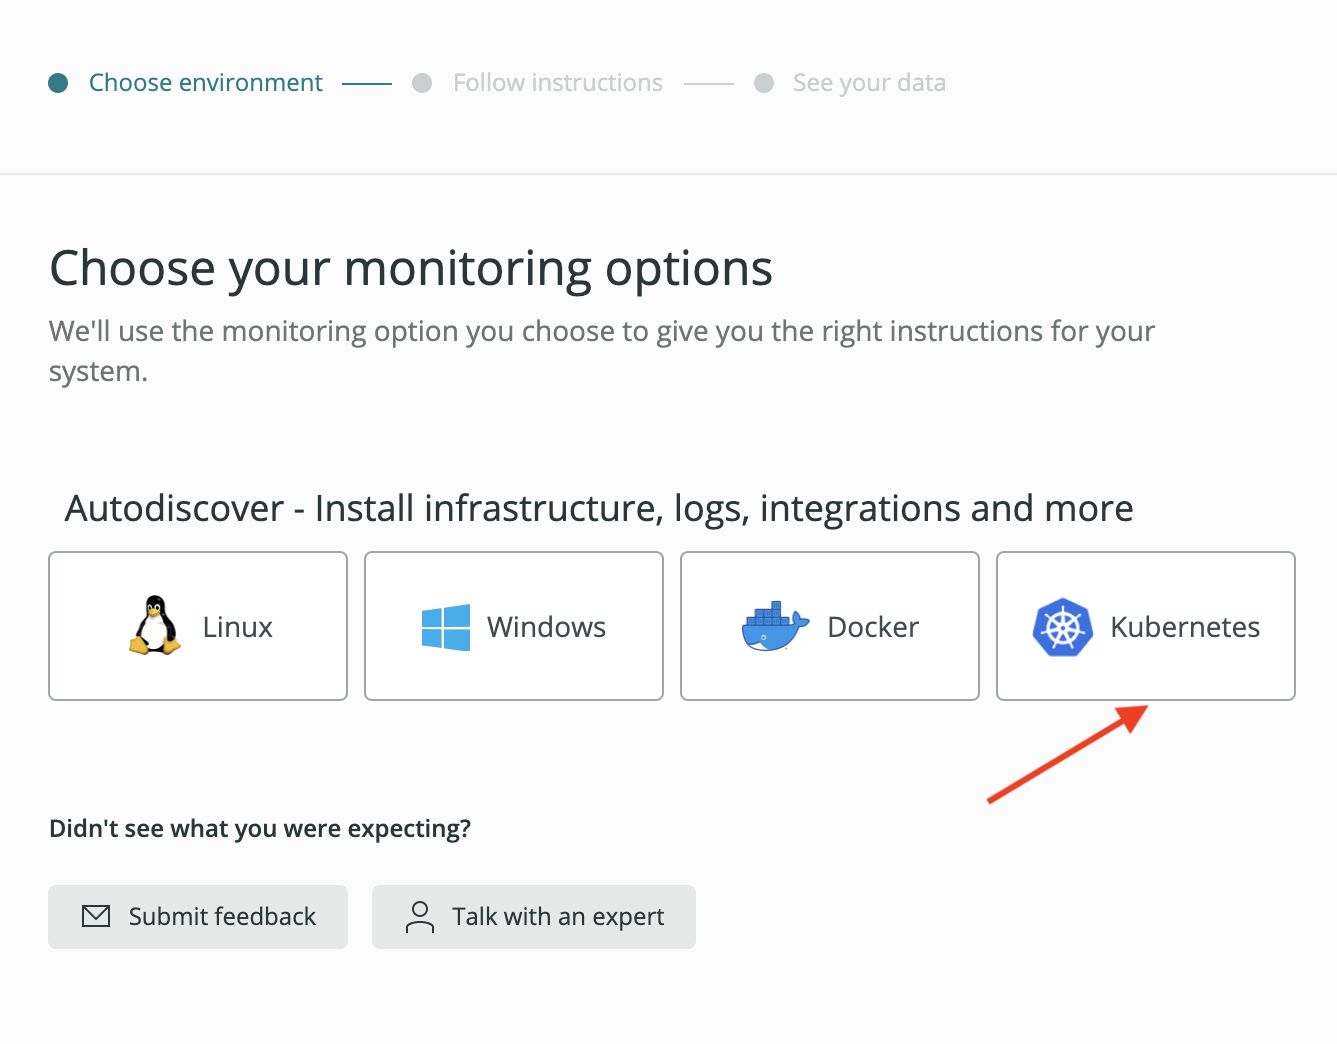 Choose environment
Follow instructions
See your data
Choose your monitoring options
We'll use the monitoring option you choose to give you the right instructions for your
system.
Autodiscover - Install infrastructure, logs, integrations and more
Linux
Windows
Docker
Kubernetes
Didn't see what you were expecting?
Submit feedback
Talk with an expert